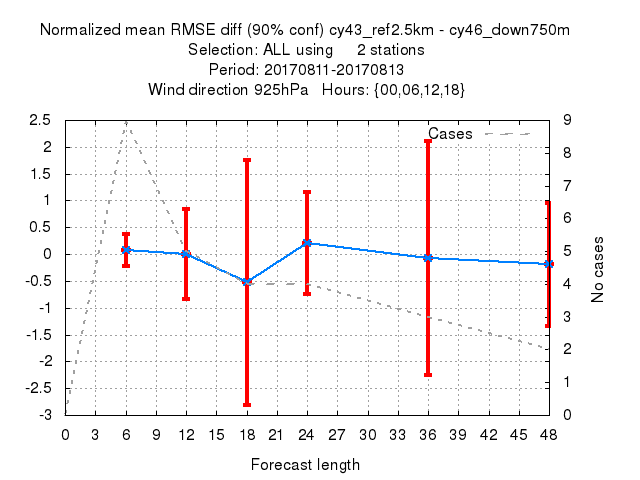 Normalized mean RMSE diff (90% conf) cy43_ref2.5km - cy46_down750m
Selection: ALL using 2 stations
Period: 20170811-20170813
Wind direction 925hPa Hours: {00,06,12,18}
Cases
2.5
2
1.5
1
0.5
0
-0.5
-1
-1.5
-2
-2.5
-3
9
8
7
6
5
4
3
2
1
0
No cases
0 3 6 9 12 15 18 21 24 27 30 33 36 39 42 45 48
Forecast length